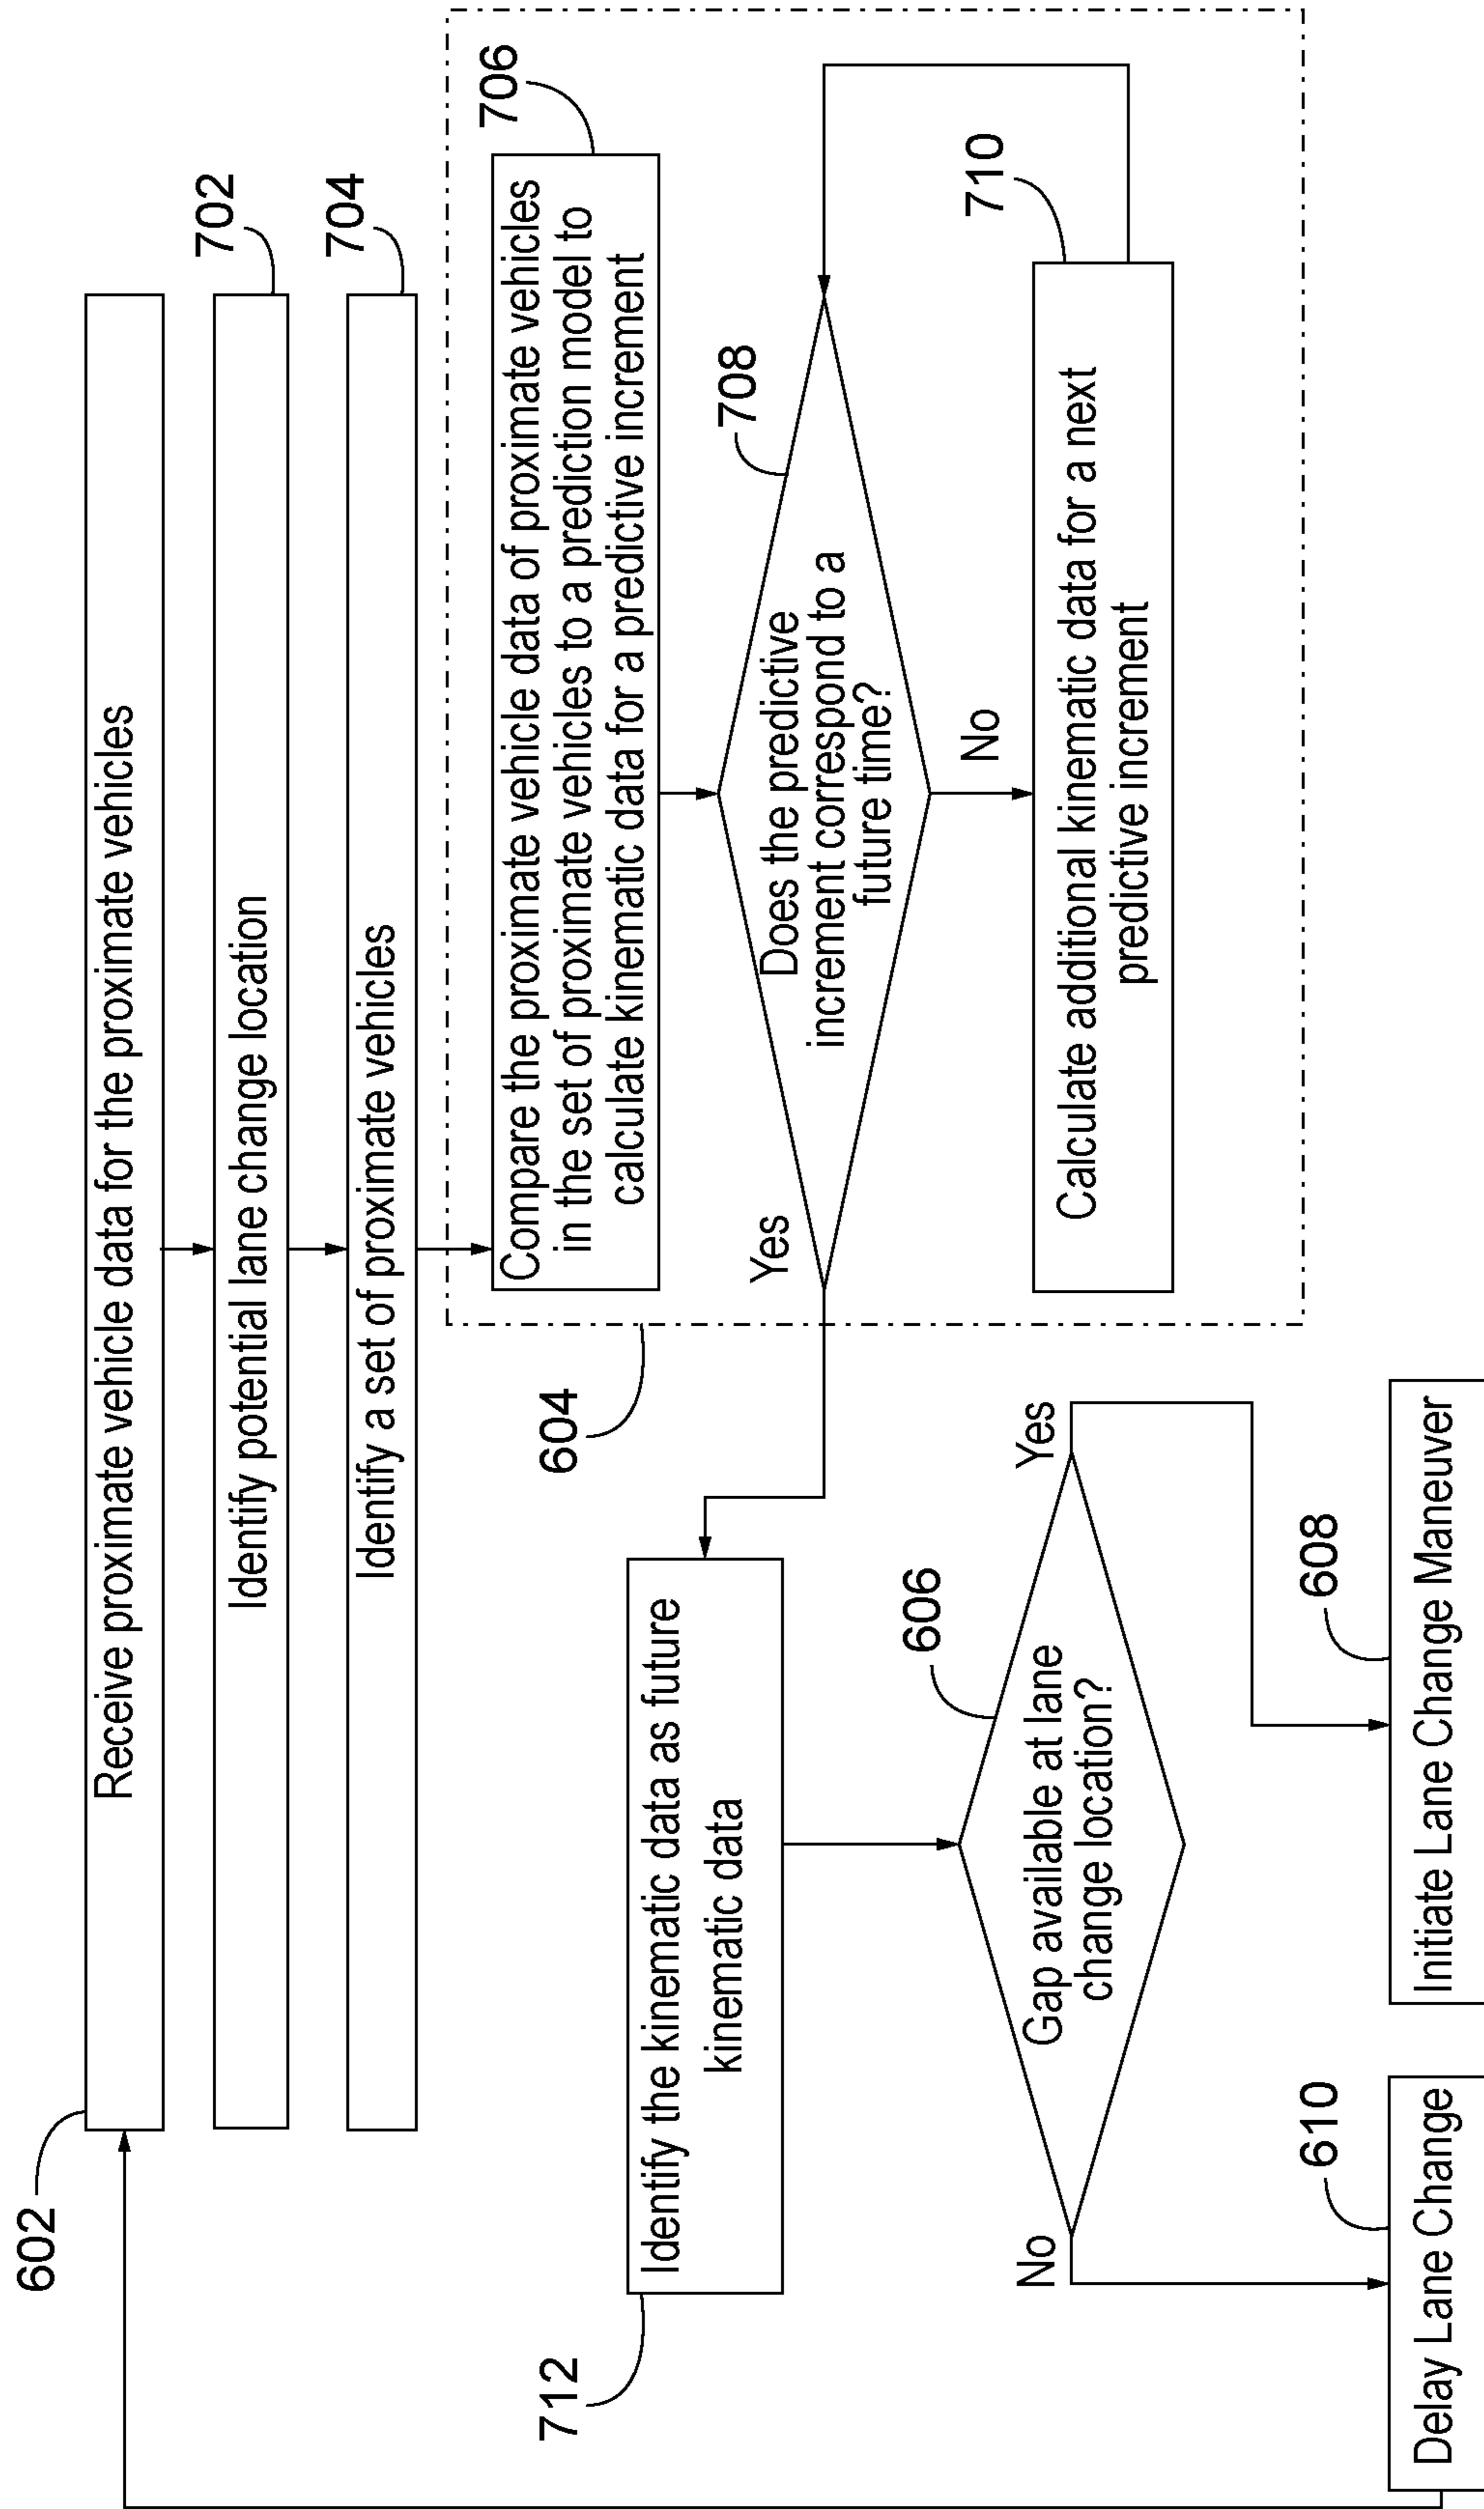 602
Receive proximate vehicle data for the proximate vehicles
702
Identify potential lane change location
704
Identify a set of proximate vehicles
706
Compare the proximate vehicle data of proximate vehicles
in the set of proximate vehicles to a prediction model to
calculate kinematic data for a predictive increment
604
708
Does the predictive
increment correspond to a
future time?
Yes
No
710
Calculate additional kinematic data for a next
predictive increment
712
Identify the kinematic data as future
kinematic data
606
Gap available at lane
change location?
No
Yes
610
Delay Lane Change
608
Initiate Lane Change Maneuver